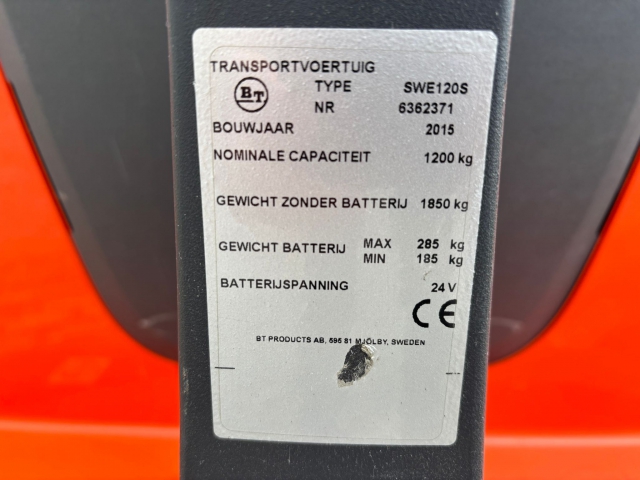 TRANSPORTVOERTUIG
BT TYPE SWE120S
NR 6362371
BOUWJAAR 2015
NOMINALE CAPACITEIT 1200 kg
GEWICHT ZONDER BATTERIJ 1850 kg
GEWICHT BATTERIJ MAX 285 kg
MIN 185 kg
BATTERIJSPANNING 24 V
CE
BT PRODUCTS AB, 595 81 MJÖLBY, SWEDEN